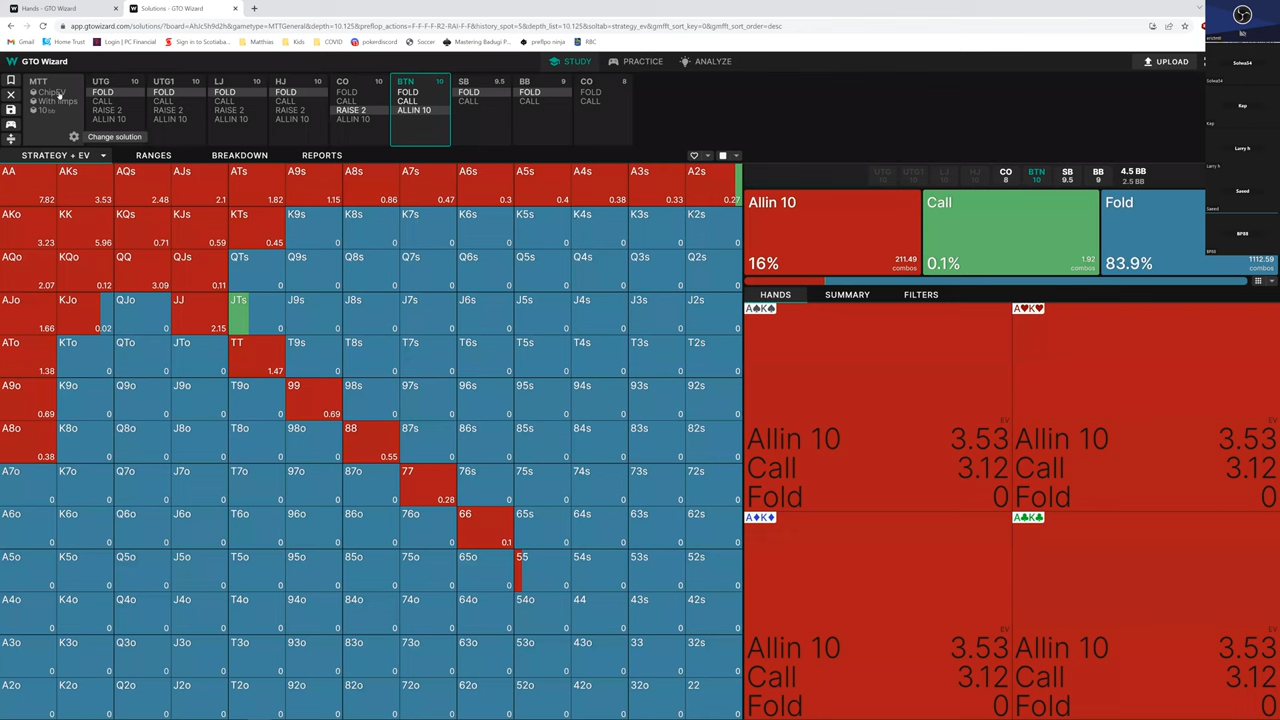 Hands - GTO Wizard
Solutions - GTO Wizard
app.gtowizard.com/solutions/?board=AhJc5h9d2h&gametype=MTTGeneral&depth=10.125&preflop_actions=F-F-F-F-R2-RAI-F-F&history_spot=5&depth_list=10.125&soltab=strategy_ev&gmfft_sort_key=0&gmfft_sort_order=desc
Gmail Home Trust Login | PC Financial Sign in to Scotiaba... Matthias Kids COVID pokerdiscord Soccer Mastering Badugi P... preflpo ninja RBC
GTO Wizard STUDY PRACTICE ANALYZE UPLOAD
MTT UTG 10 UTG1 10 LJ 10 HJ 10 CO 10 BTN 10 SB 9.5 BB 9 CO 8
ChipEV FOLD FOLD FOLD FOLD FOLD FOLD FOLD FOLD FOLD
With limps CALL CALL CALL CALL CALL CALL CALL CALL CALL
10 RAISE 2 RAISE 2 RAISE 2 RAISE 2 RAISE 2 ALLIN 10
ALLIN 10 ALLIN 10 ALLIN 10 ALLIN 10 ALLIN 10
Change solution
STRATEGY + EV RANGES BREAKDOWN REPORTS
AA AKs AQs AJs ATs A9s A8s A7s A6s A5s A4s A3s A2s
7.82 3.53 2.48 2.1 1.82 1.15 0.86 0.47 0.3 0.4 0.38 0.33 0.27
AKo KK KQs KJs KTs K9s K8s K7s K6s K5s K4s K3s K2s
3.23 5.96 0.71 0.59 0.45 0 0 0 0 0 0 0 0
AQo KQo QQ QJs QTs Q9s Q8s Q7s Q6s Q5s Q4s Q3s Q2s
2.07 0.12 3.09 0.11 0 0 0 0 0 0 0 0 0
AJo KJo QJo JJ JTs J9s J8s J7s J6s J5s J4s J3s J2s
1.66 0.02 0 2.15 0 0 0 0 0 0 0 0 0
ATo KTo QTo JTo TT T9s T8s T7s T6s T5s T4s T3s T2s
1.38 0 0 0 1.47 0 0 0 0 0 0 0 0
A9o K9o Q9o J9o T9o 99 98s 97s 96s 95s 94s 93s 92s
0.69 0 0 0 0 0.69 0 0 0 0 0 0 0
A8o K8o Q8o J8o T8o 98o 88 87s 86s 85s 84s 83s 82s
0.38 0 0 0 0 0 0.55 0 0 0 0 0 0
A7o K7o Q7o J7o T7o 97o 87o 77 76s 75s 74s 73s 72s
0 0 0 0 0 0 0 0.28 0 0 0 0 0
A6o K6o Q6o J6o T6o 96o 86o 76o 66 65s 64s 63s 62s
0 0 0 0 0 0 0 0 0.1 0 0 0 0
A5o K5o Q5o J5o T5o 95o 85o 75o 65o 55 54s 53s 52s
0 0 0 0 0 0 0 0 0 0 0 0
A4o K4o Q4o J4o T4o 94o 84o 74o 64o 54o 44 43s 42s
0 0 0 0 0 0 0 0 0 0 0 0 0
A3o K3o Q3o J3o T3o 93o 83o 73o 63o 53o 43o 33 32s
0 0 0 0 0 0 0 0 0 0 0 0 0
A2o K2o Q2o J2o T2o 92o 82o 72o 62o 52o 42o 32o 22
0 0 0 0 0 0 0 0 0 0 0 0 0
UTG 10 UTG1 10 LJ 10 HJ 10 CO 8 BTN 10 SB 9.5 BB 9 4.5 BB 2.5 BB
Allin 10 Call Fold
16% 211.49 combos 0.1% 1.92 combos 83.9% 1112.59 combos
HANDS SUMMARY FILTERS
A♠K♠ A♥K♥
EV EV
Allin 10 3.53 Allin 10 3.53
Call 3.12 Call 3.12
Fold 0 Fold 0
A♦K♦ A♣K♣
EV EV
Allin 10 3.53 Allin 10 3.53
Call 3.12 Call 3.12
Fold 0 Fold 0
Solwa54
Kep
Kep
Larry h
Larry h
Saeed
Saeed
BP88
BP88